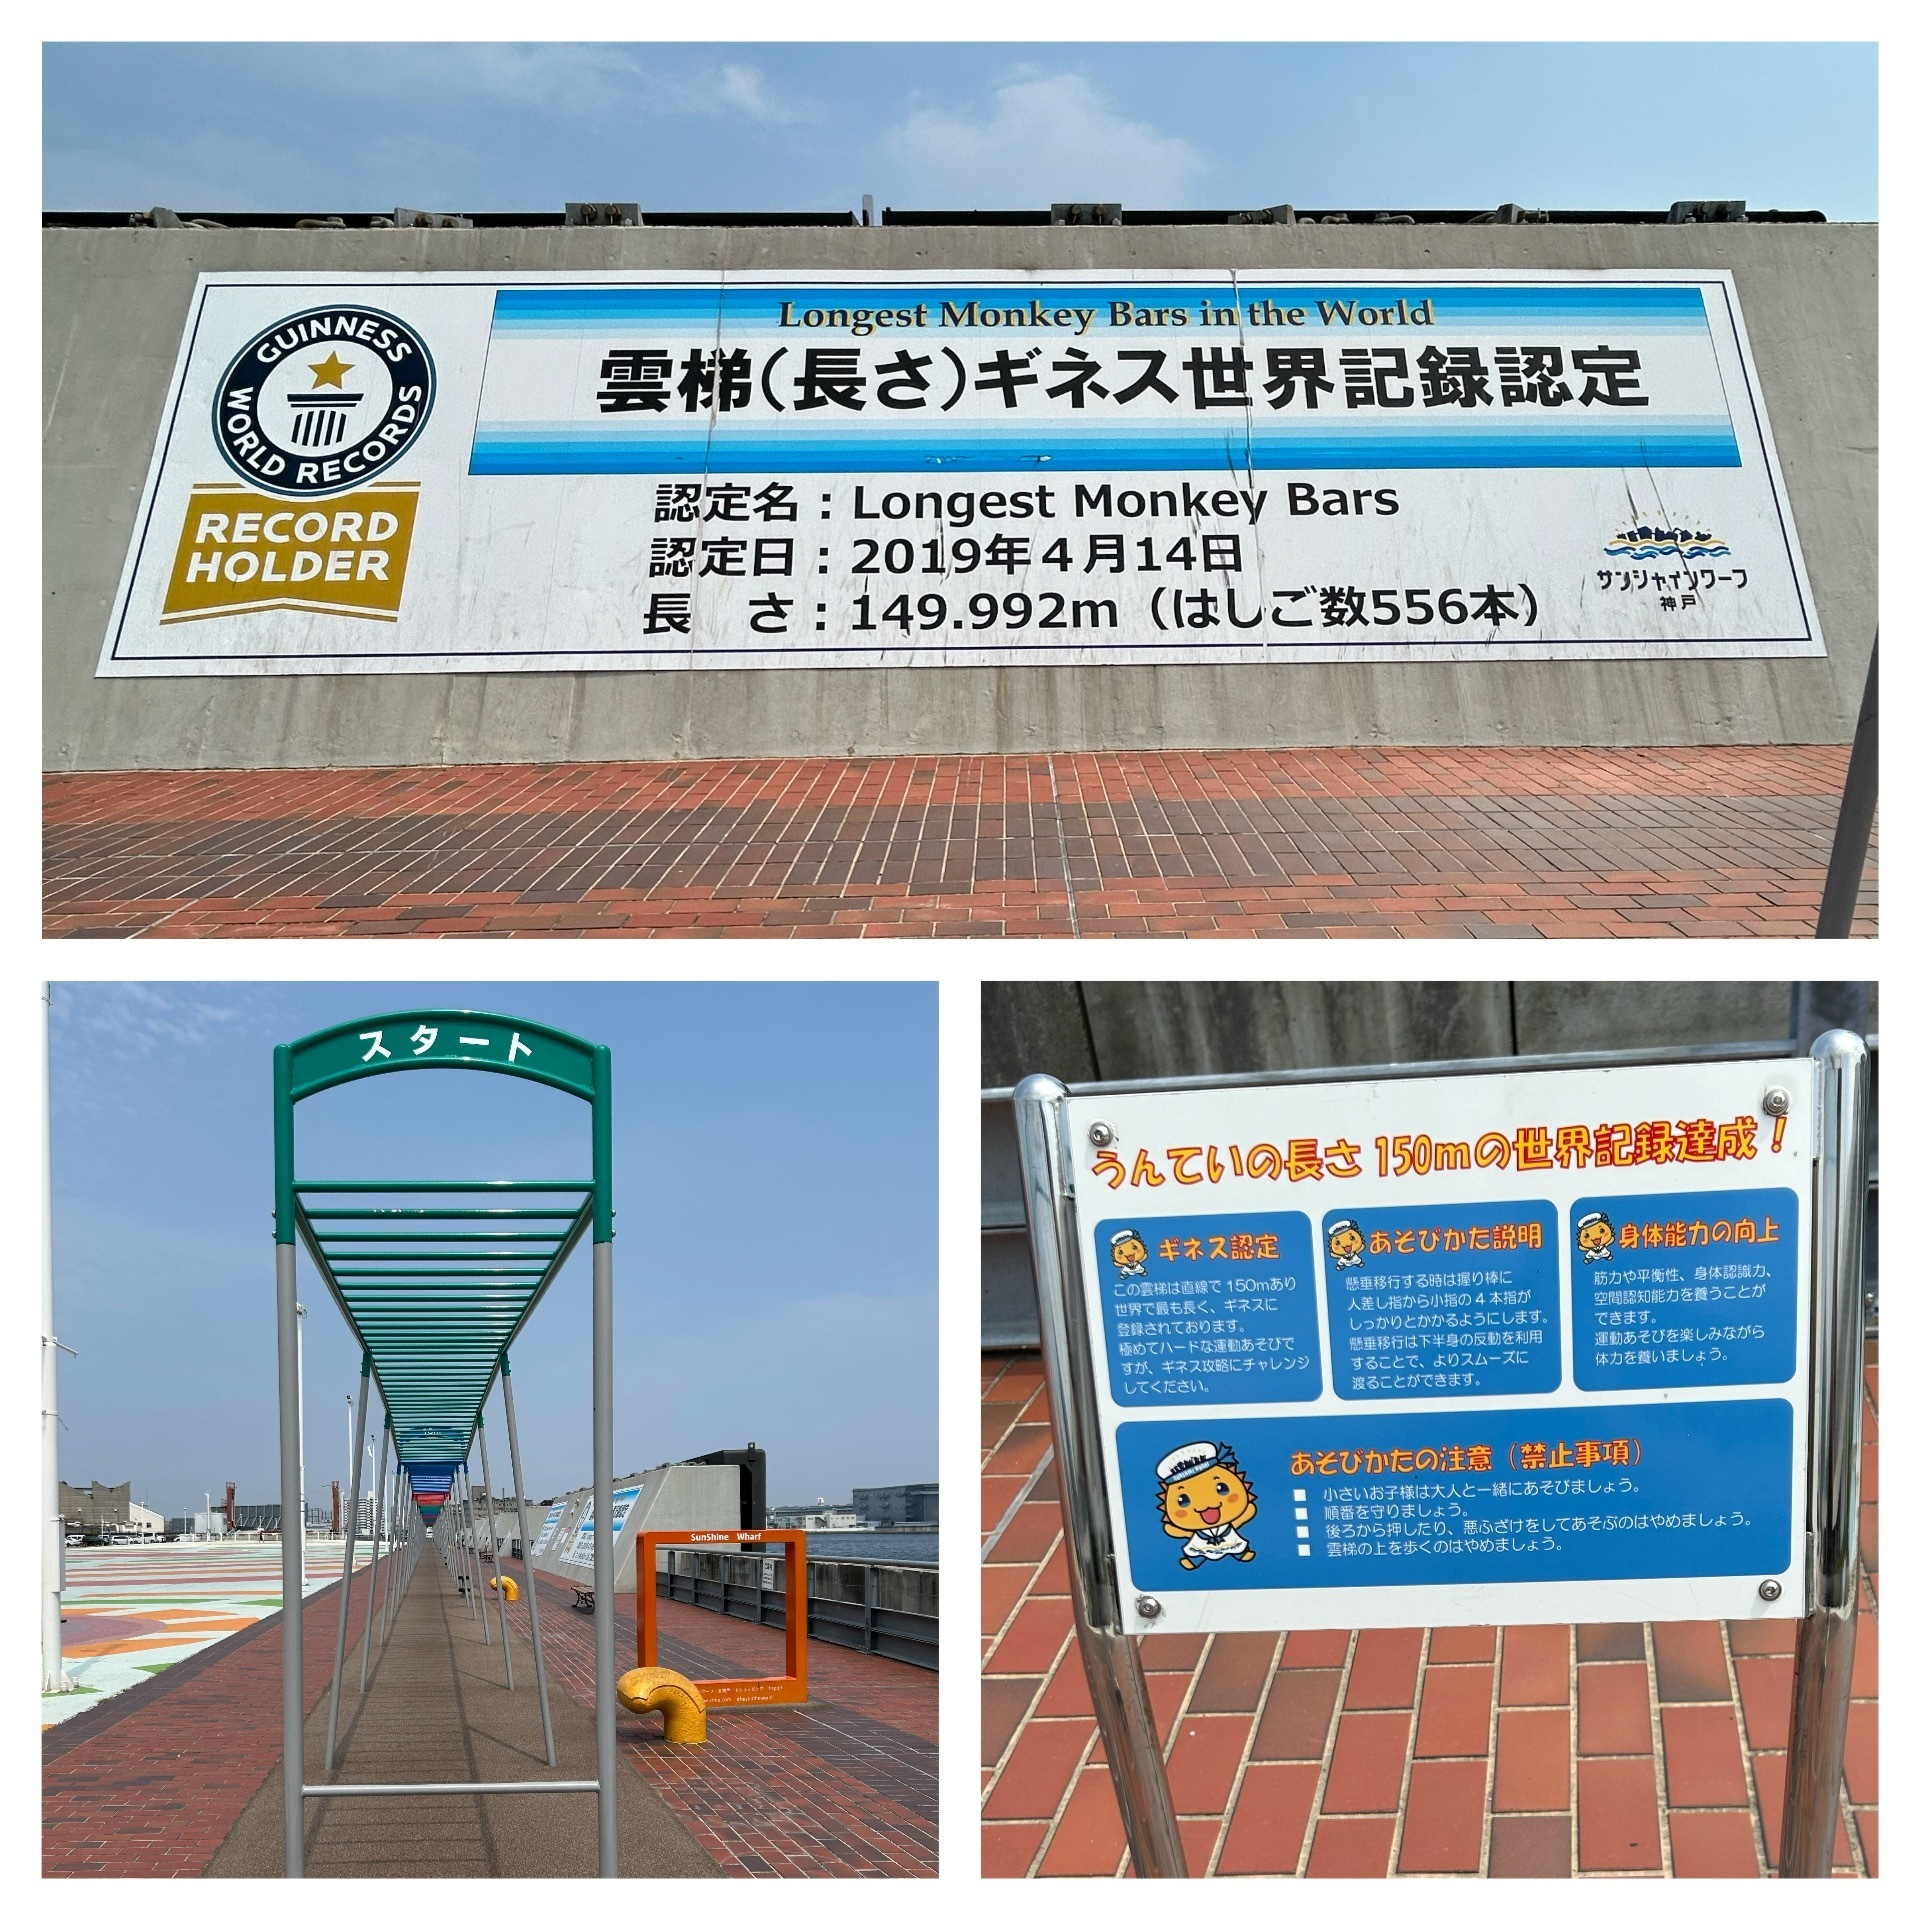 GUINNESS
WORLD RECORDS
RECORD
HOLDER
Longest Monkey Bars in the World
雲梯（長さ）ギネス世界記録認定
認定名：Longest Monkey Bars
認定日：2019年4月14日
長　さ：149.992m（はしご数556本）
サンシャインワーフ
神戸
スタート
SunShine Wharf
うんていの長さ 150mの世界記録達成！
ギネス認定
この雲梯は直線で 150mあり
世界で最も長く、ギネスに
登録されております。
極めてハードな運動あそびで
すが、ギネス攻略にチャレンジ
してください。
あそびかた説明
懸垂移行する時は握り棒に
人差し指から小指の 4 本指が
しっかりとかかるようにします。
懸垂移行は下半身の反動を利用
することで、よりスムーズに
渡ることができます。
身体能力の向上
筋力や平衡性、身体認識力、
空間認知能力を養うことが
できます。
運動あそびを楽しみながら
体力を養いましょう。
あそびかたの注意（禁止事項）
■ 小さいお子様は大人と一緒にあそびましょう。
■ 順番を守りましょう。
■ 後ろから押したり、悪ふざけをしてあそぶのはやめましょう。
■ 雲梯の上を歩くのはやめましょう。